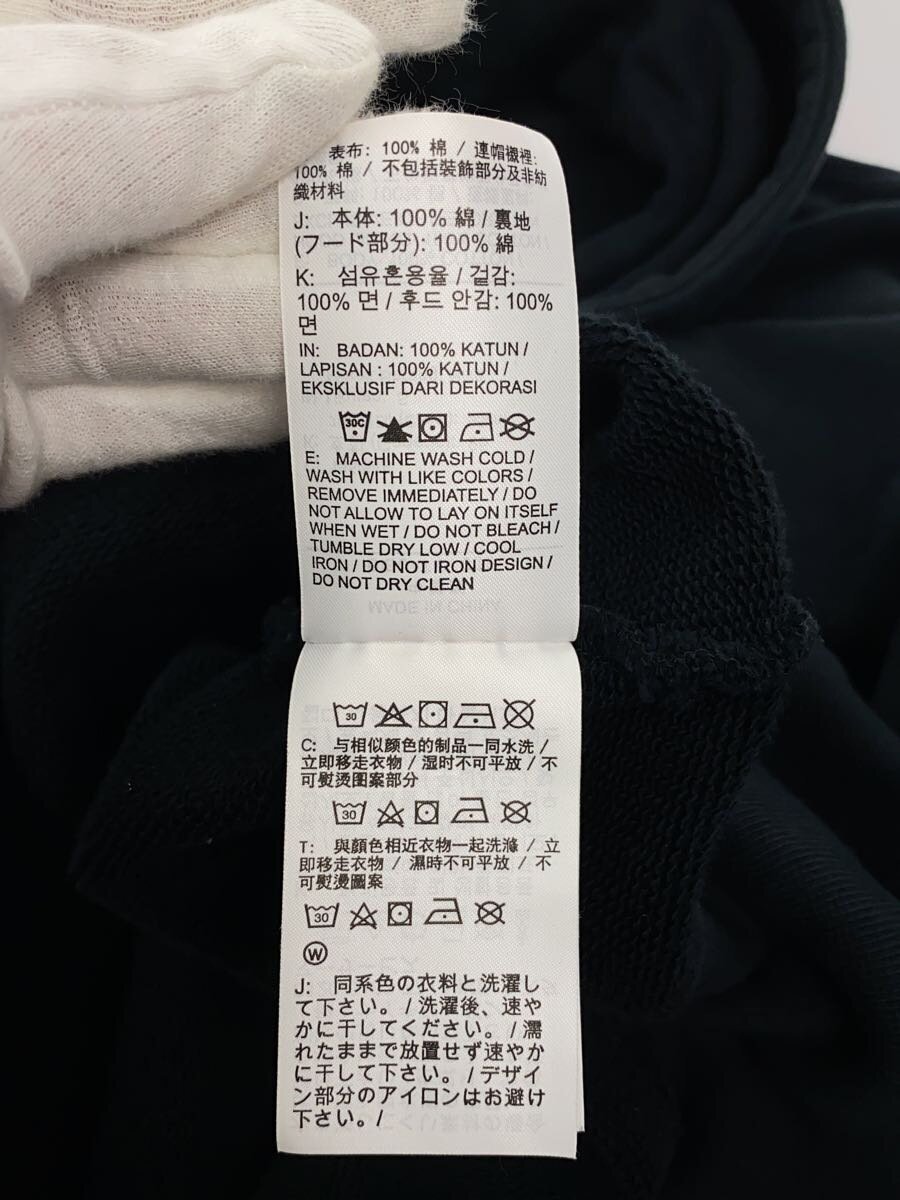 表布: 100% 棉 / 連帽襯裡:
100% 棉 / 不包括裝飾部分及非紡
織材料
J: 本体: 100% 綿 / 裏地
(フード部分): 100% 綿
K: 섬유혼용율 / 겉감:
100% 면 / 후드 안감: 100%
면
IN: BADAN: 100% KATUN /
LAPISAN : 100% KATUN /
EKSKLUSIF DARI DEKORASI
30C
E: MACHINE WASH COLD /
WASH WITH LIKE COLORS /
REMOVE IMMEDIATELY / DO
NOT ALLOW TO LAY ON ITSELF
WHEN WET / DO NOT BLEACH /
TUMBLE DRY LOW / COOL
IRON / DO NOT IRON DESIGN /
DO NOT DRY CLEAN
MADE IN CHINA
30
C: 与相似颜色的制品一同水洗 /
立即移走衣物 / 湿时不可平放 / 不
可熨烫图案部分
30
T: 與顏色相近衣物一起洗滌 / 立
即移走衣物 / 濕時不可平放 / 不
可熨燙圖案
30
W
J: 同系色の衣料と洗濯し
て下さい。/ 洗濯後、速や
かに干してください。/ 濡
れたままで放置せず速やか
に干して下さい。/ デザイ
ン部分のアイロンはお避け
下さい。/